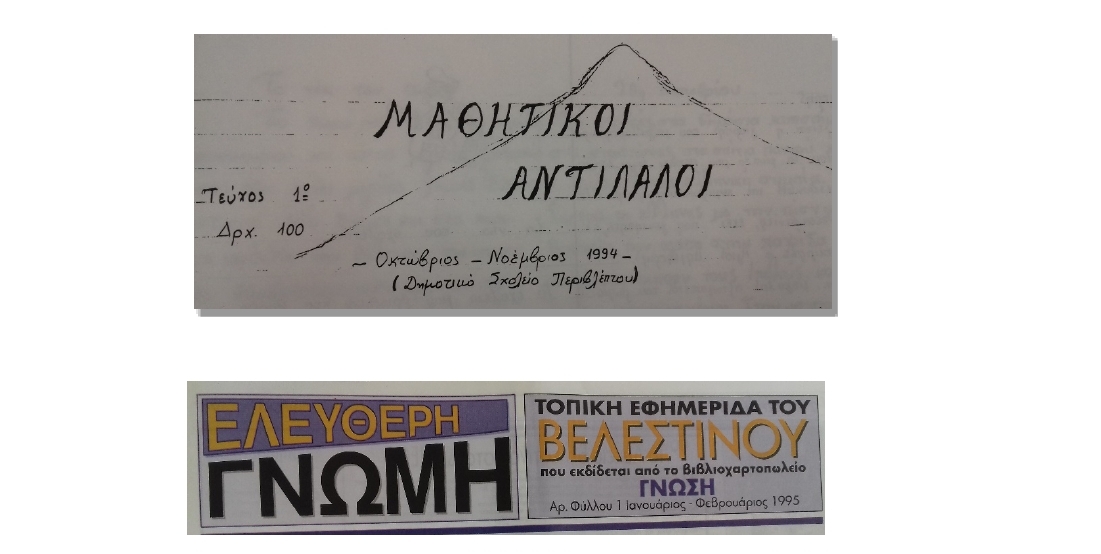 ΜΑΘΗΤΙΚΟΙ
ΑΝΤΙΛΑΛΟΙ
Τεύχος 1º
Δρχ. 100
- Οκτώβριος - Νοέμβριος 1994 -
(Δημοτικό Σχολείο Περιβλέπτου)
ΕΛΕΥΘΕΡΗ
ΓΝΩΜΗ
ΤΟΠΙΚΗ ΕΦΗΜΕΡΙΔΑ ΤΟΥ
ΒΕΛΕΣΤΙΝΟΥ
που εκδίδεται από το βιβλιοχαρτοπωλείο
ΓΝΩΣΗ
Αρ. Φύλλου 1 Ιανουάριος - Φεβρουάριος 1995